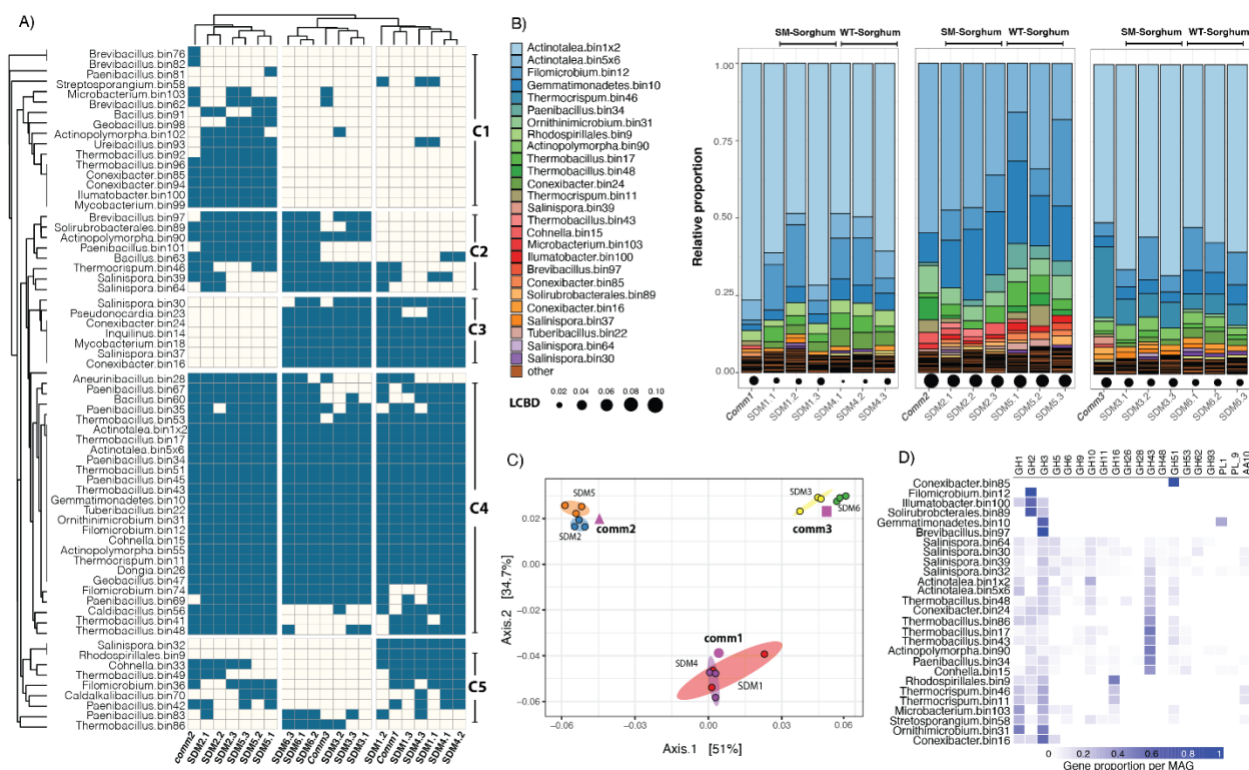 A)
Brevibacillus.bin76
Brevibacillus.bin82
Paenibacillus.bin81
Streptosporangium.bin58
Microbacterium.bin103
Brevibacillus.bin62
Bacillus.bin91
Geobacillus.bin98
Actinopolymorpha.bin102
Ureibacillus.bin93
Thermobacillus.bin92
Thermobacillus.bin96
Conexibacter.bin85
Conexibacter.bin94
Ilumatobacter.bin100
Mycobacterium.bin99
C1
Brevibacillus.bin97
Solirubrobacterales.bin89
Actinopolymorpha.bin90
Paenibacillus.bin101
Bacillus.bin63
Thermocrispum.bin46
Salinispora.bin39
Salinispora.bin64
C2
Salinispora.bin30
Pseudonocardia.bin23
Conexibacter.bin24
Inquilinus.bin14
Mycobacterium.bin18
Salinispora.bin37
Conexibacter.bin16
C3
Aneurinibacillus.bin28
Paenibacillus.bin67
Bacillus.bin60
Paenibacillus.bin35
Thermobacillus.bin53
Actinotalea.bin1x2
Thermobacillus.bin17
Actinotalea.bin5x6
Paenibacillus.bin34
Thermobacillus.bin51
Paenibacillus.bin45
Thermobacillus.bin43
Gemmatimonadetes.bin10
Tuberibacillus.bin22
Ornithinimicrobium.bin31
Filomicrobium.bin12
Cohnella.bin15
Actinopolymorpha.bin55
Thermocrispum.bin11
Dongia.bin26
Geobacillus.bin47
Filomicrobium.bin74
Paenibacillus.bin69
Caldibacillus.bin56
Thermobacillus.bin41
Thermobacillus.bin48
C4
Salinispora.bin32
Rhodospirillales.bin9
Cohnella.bin33
Thermobacillus.bin49
Filomicrobium.bin36
Caldalkalibacillus.bin70
Paenibacillus.bin42
Paenibacillus.bin83
Thermobacillus.bin86
C5
comm2
SDM2.1
SDM2.2
SDM2.3
SDM5.3
SDM5.2
SDM5.1
SDM6.3
SDM6.1
SDM6.2
Comm3
SDM3.2
SDM3.3
SDM3.1
SDM1.2
Comm1
SDM1.3
SDM4.3
SDM1.1
SDM4.1
SDM4.2
B)
Actinotalea.bin1x2
Actinotalea.bin5x6
Filomicrobium.bin12
Gemmatimonadetes.bin10
Thermocrispum.bin46
Paenibacillus.bin34
Ornithinimicrobium.bin31
Rhodospirillales.bin9
Actinopolymorpha.bin90
Thermobacillus.bin17
Thermobacillus.bin48
Conexibacter.bin24
Thermocrispum.bin11
Salinispora.bin39
Thermobacillus.bin43
Cohnella.bin15
Microbacterium.bin103
Ilumatobacter.bin100
Brevibacillus.bin97
Conexibacter.bin85
Solirubrobacterales.bin89
Conexibacter.bin16
Salinispora.bin37
Tuberibacillus.bin22
Salinispora.bin64
Salinispora.bin30
other
0.02 0.04 0.06 0.08 0.10
LCBD
Relative proportion
1.00
0.75
0.50
0.25
0.00
SM-Sorghum WT-Sorghum
SM-Sorghum WT-Sorghum
SM-Sorghum WT-Sorghum
Comm1
SDM1.1
SDM1.2
SDM1.3
SDM4.1
SDM4.2
SDM4.3
Comm2
SDM2.1
SDM2.2
SDM2.3
SDM5.1
SDM5.2
SDM5.3
Comm3
SDM3.1
SDM3.2
SDM3.3
SDM6.1
SDM6.2
SDM6.3
C)
Axis.2 [34.7%]
0.02
0.00
-0.02
-0.04
-0.06
SDM5
comm2
SDM2
SDM3
SDM6
comm3
comm1
SDM4
SDM1
-0.06
-0.03
0.00
0.03
0.06
Axis.1 [51%]
D)
GH1
GH2
GH3
GH5
GH6
GH9
GH10
GH11
GH16
GH26
GH28
GH43
GH48
GH51
GH53
GH62
GH93
PL1
PL_9
AA10
Conexibacter.bin85
Filomicrobium.bin12
Illumatobacter.bin100
Solirubrobcterales.bin89
Gemmatimonadetes.bin10
Brevibacillus.bin97
Salinispora.bin64
Salinispora.bin30
Salinispora.bin39
Salinispora.bin32
Actinotalea.bin1x2
Actinotalea.bin5x6
Thermobacillus.bin48
Conexibacter.bin24
Thermobacillus.bin86
Thermobacillus.bin17
Thermobacillus.bin43
Actinopolymorpha.bin90
Paenibacillus.bin34
Conhella.bin15
Rhodospirillales.bin9
Thermocrispum.bin46
Thermocrispum.bin11
Microbacterium.bin103
Stretosporangium.bin58
Ornithinimicrobium.bin31
Conexibacter.bin16
0 0.4 0.8 1
Gene proportion per MAG